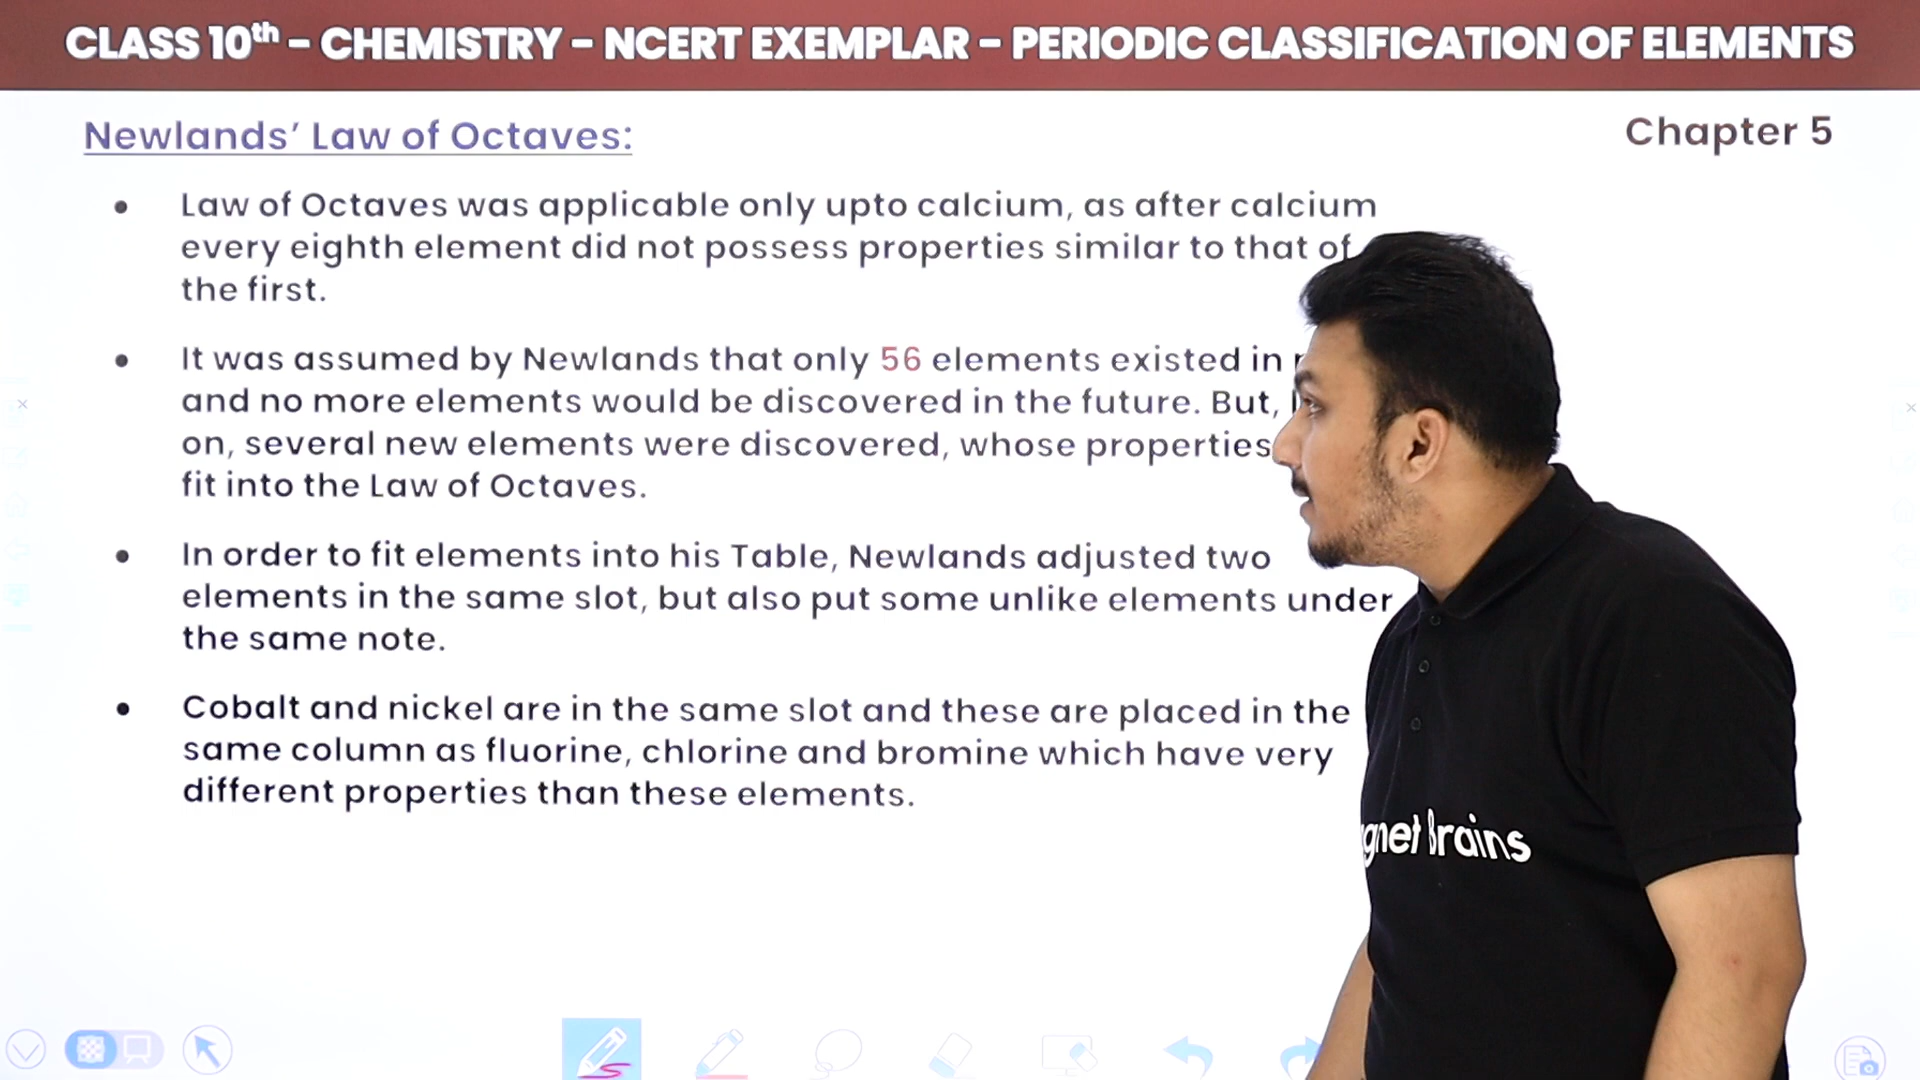 CLASS 10th - CHEMISTRY - NCERT EXEMPLAR - PERIODIC CLASSIFICATION OF ELEMENTS
Newlands' Law of Octaves:
Chapter 5
• Law of Octaves was applicable only upto calcium, as after calcium
every eighth element did not possess properties similar to that of
the first.
• It was assumed by Newlands that only 56 elements existed in
and no more elements would be discovered in the future. But,
on, several new elements were discovered, whose properties
fit into the Law of Octaves.
• In order to fit elements into his Table, Newlands adjusted two
elements in the same slot, but also put some unlike elements under
the same note.
• Cobalt and nickel are in the same slot and these are placed in the
same column as fluorine, chlorine and bromine which have very
different properties than these elements.
gnet Brains